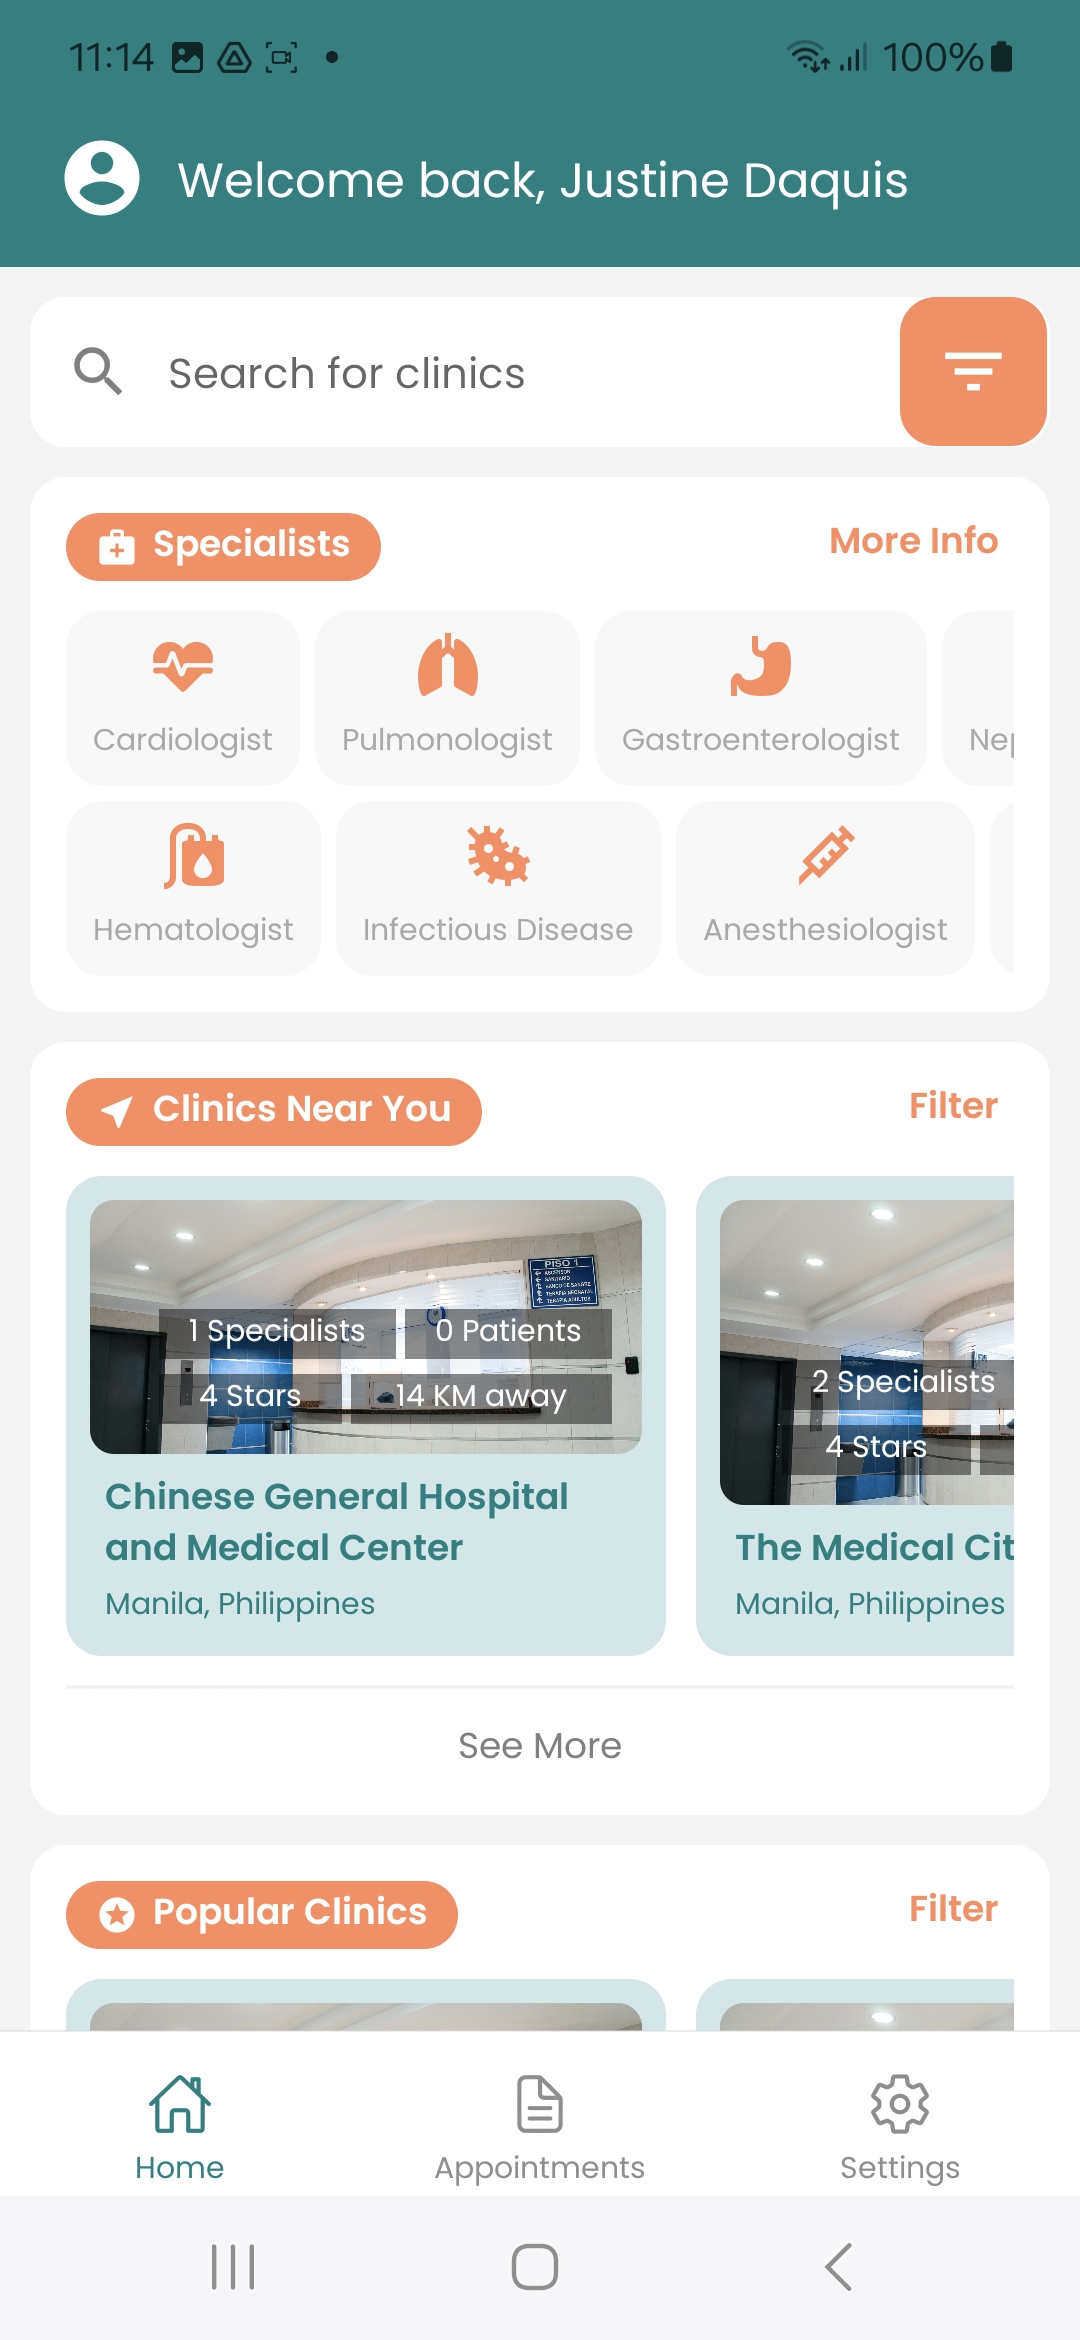 11:14
100%
Welcome back, Justine Daquis
Search for clinics
Specialists
More Info
Cardiologist
Pulmonologist
Gastroenterologist
Hematologist
Infectious Disease
Anesthesiologist
Clinics Near You
Filter
PISO 1
1 Specialists
0 Patients
4 Stars
14 KM away
Chinese General Hospital
and Medical Center
Manila, Philippines
2 Specialists
4 Stars
The Medical Cit
Manila, Philippines
See More
Popular Clinics
Filter
Home
Appointments
Settings